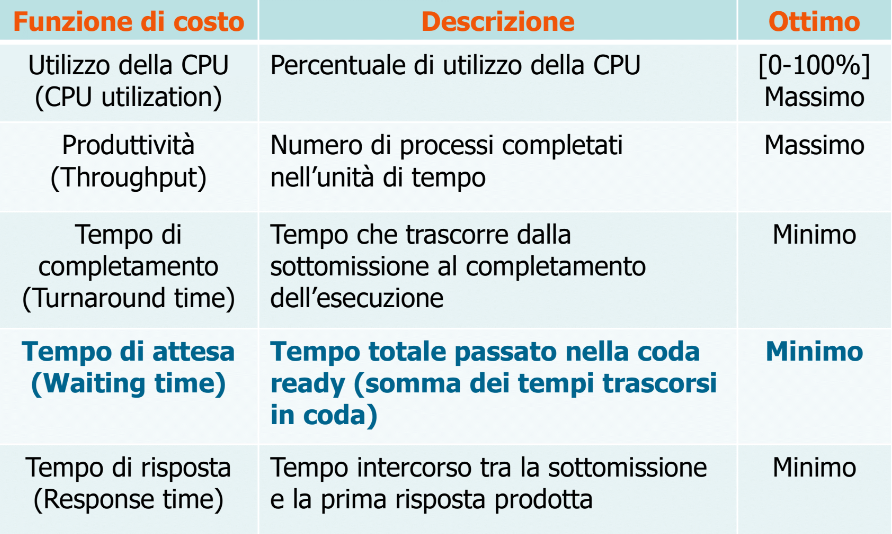 Funzione di costo
Descrizione
Ottimo
Utilizzo della CPU
(CPU utilization)
Percentuale di utilizzo della CPU
[0-100%]
Massimo
Produttività
(Throughput)
Numero di processi completati
nell’unità di tempo
Massimo
Tempo di
completamento
(Turnaround time)
Tempo che trascorre dalla
sottomissione al completamento
dell’esecuzione
Minimo
Tempo di attesa
(Waiting time)
Tempo totale passato nella coda
ready (somma dei tempi trascorsi
in coda)
Minimo
Tempo di risposta
(Response time)
Tempo intercorso tra la sottomissione
e la prima risposta prodotta
Minimo